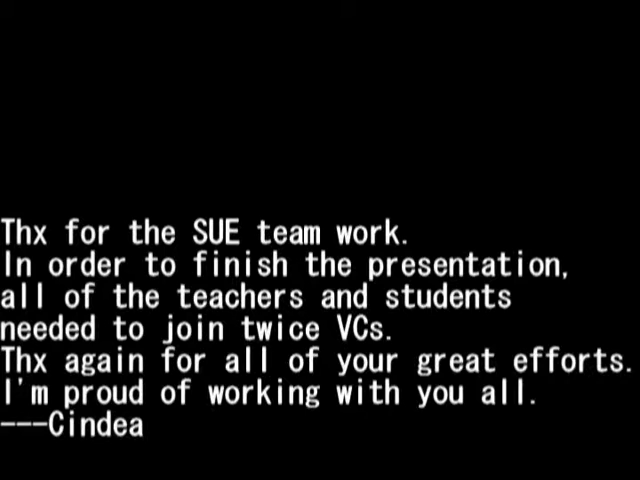 Thx for the SUE team work.
In order to finish the presentation,
all of the teachers and students
needed to join twice VCs.
Thx again for all of your great efforts.
I'm proud of working with you all.
---Cindea